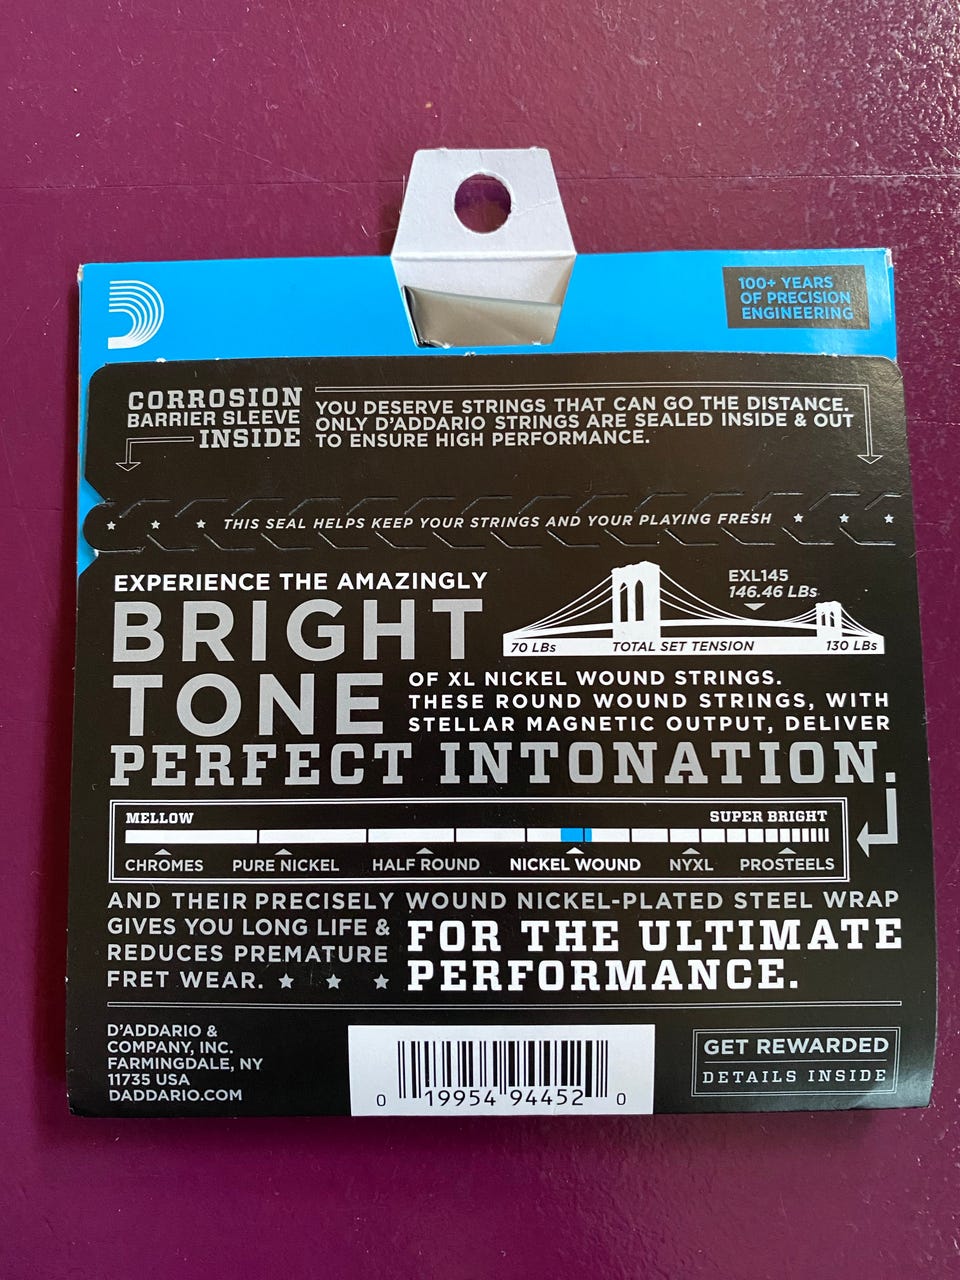 100+ YEARS
OF PRECISION
ENGINEERING
CORROSION
BARRIER SLEEVE
INSIDE
YOU DESERVE STRINGS THAT CAN GO THE DISTANCE.
ONLY D'ADDARIO STRINGS ARE SEALED INSIDE & OUT
TO ENSURE HIGH PERFORMANCE.
THIS SEAL HELPS KEEP YOUR STRINGS AND YOUR PLAYING FRESH
EXPERIENCE THE AMAZINGLY
BRIGHT
TONE
EXL145
146.46 LBs
70 LBs TOTAL SET TENSION 130 LBs
OF XL NICKEL WOUND STRINGS.
THESE ROUND WOUND STRINGS, WITH
STELLAR MAGNETIC OUTPUT, DELIVER
PERFECT INTONATION.
MELLOW SUPER BRIGHT
CHROMES PURE NICKEL HALF ROUND NICKEL WOUND NYXL PROSTEELS
AND THEIR PRECISELY WOUND NICKEL-PLATED STEEL WRAP
GIVES YOU LONG LIFE &
REDUCES PREMATURE
FRET WEAR.
FOR THE ULTIMATE
PERFORMANCE.
D'ADDARIO &
COMPANY, INC.
FARMINGDALE, NY
11735 USA
DADDARIO.COM
0 19954 94452 0
GET REWARDED
DETAILS INSIDE